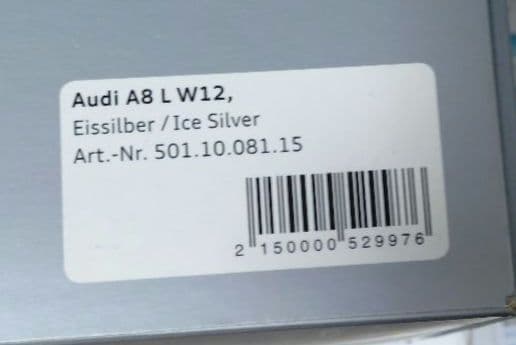 Audi A8 L W12,
Eissilber / Ice Silver
Art.-Nr. 501.10.081.15
2 150000 529976